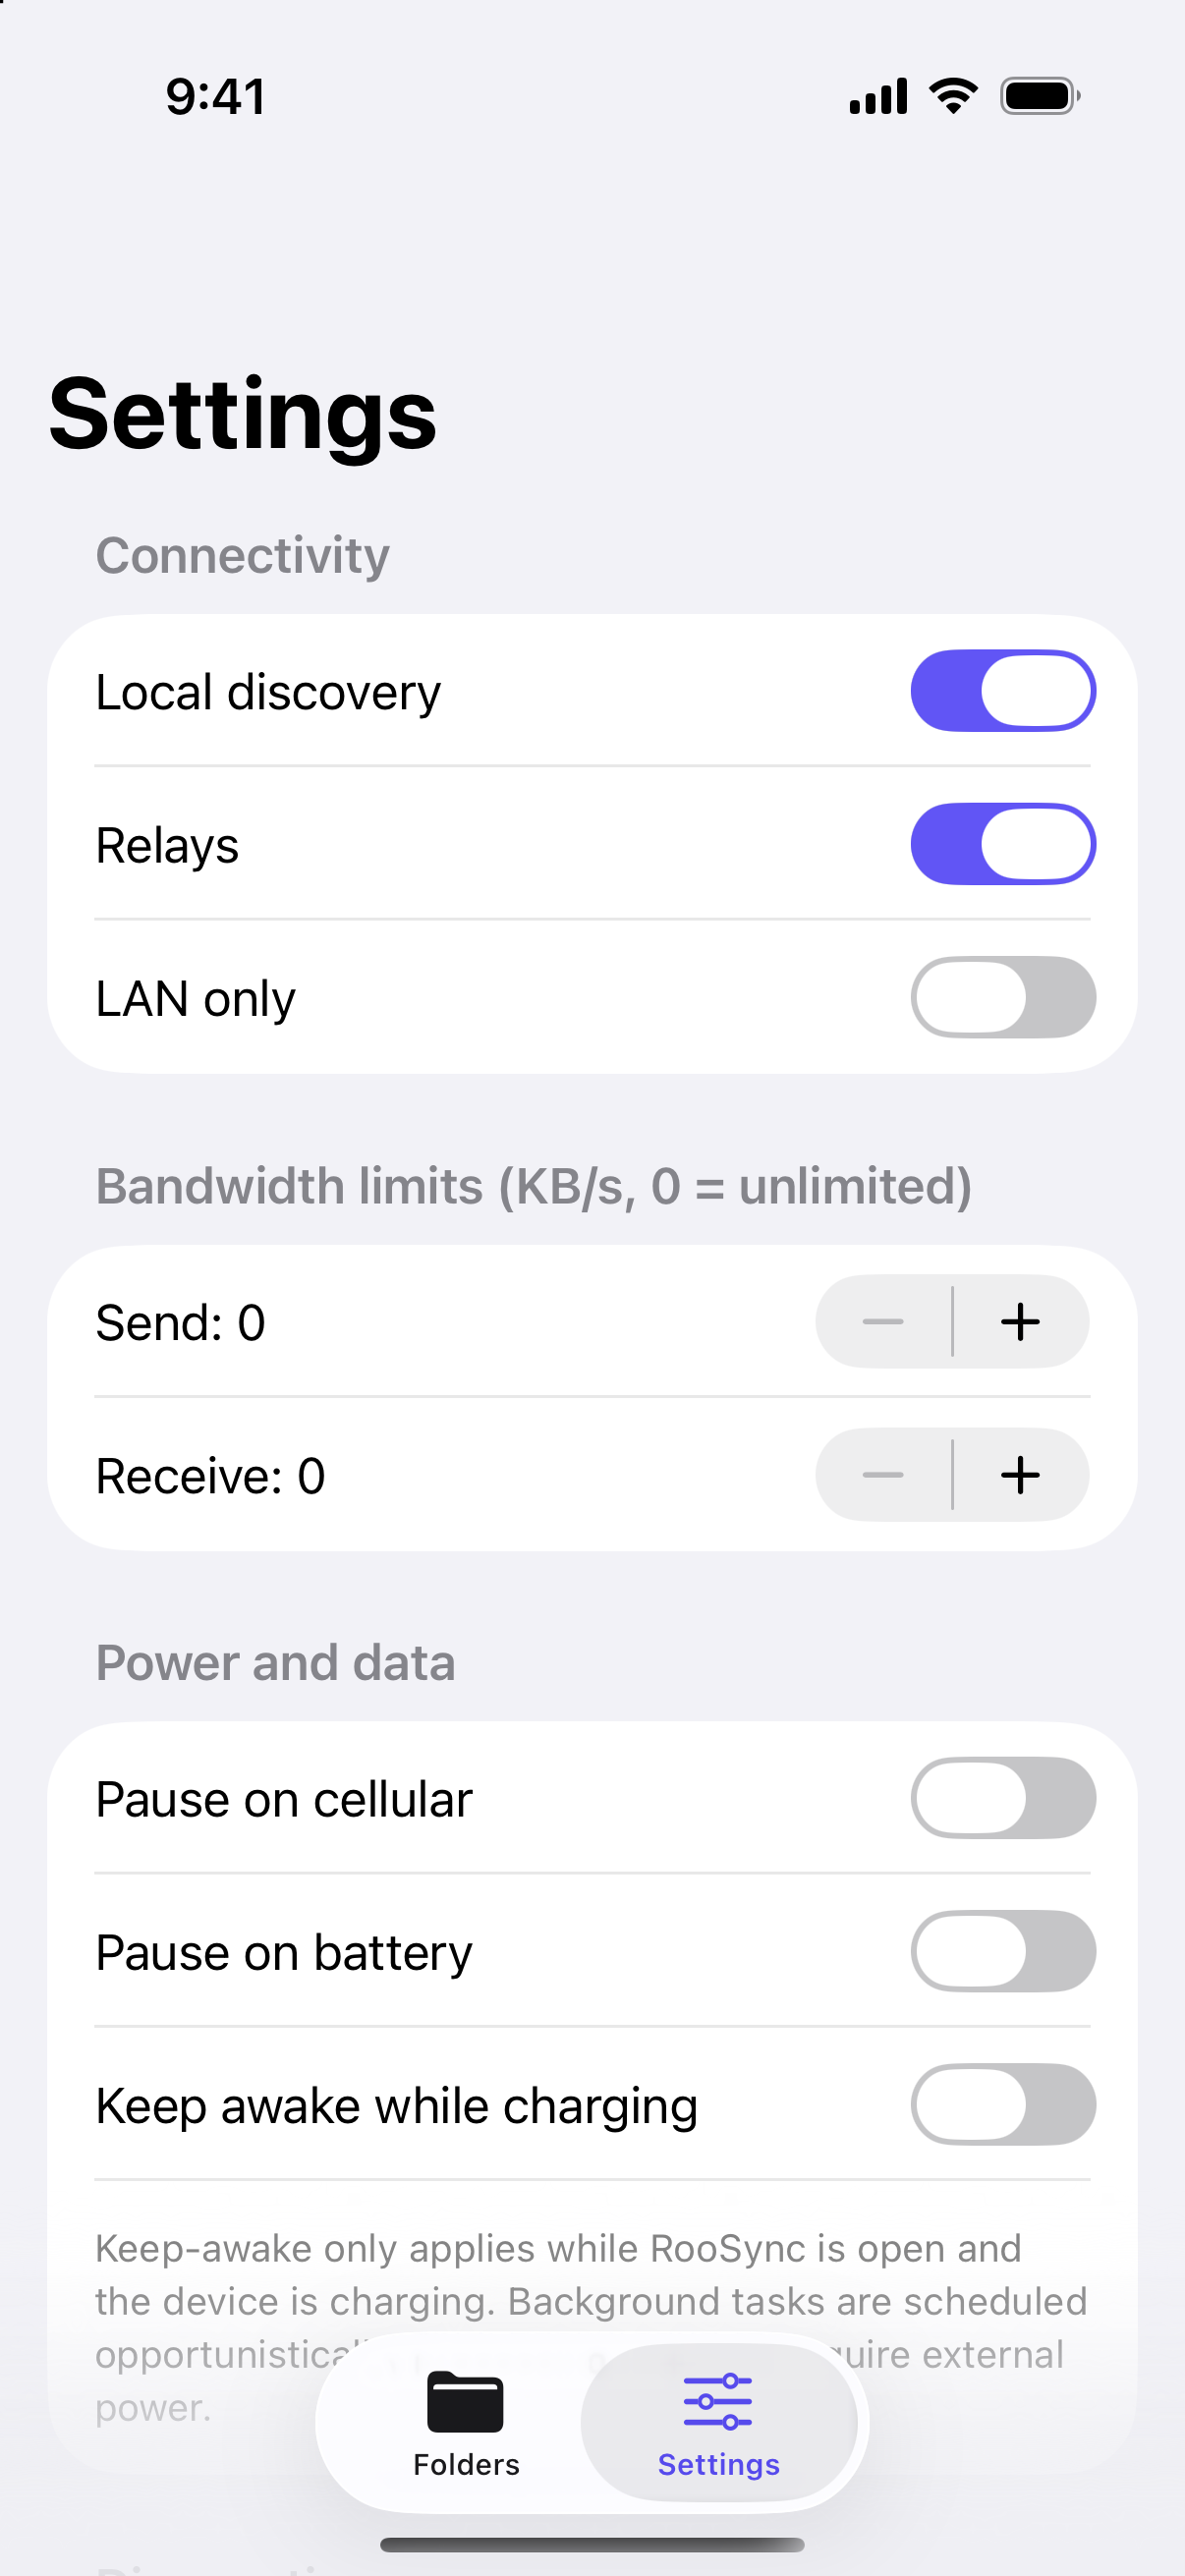 9:41
Settings
Connectivity
Local discovery
Relays
LAN only
Bandwidth limits (KB/s, 0 = unlimited)
Send: 0
Receive: 0
Power and data
Pause on cellular
Pause on battery
Keep awake while charging
Keep-awake only applies while RooSync is open and
the device is charging. Background tasks are scheduled
external
power.
Folders
Settings